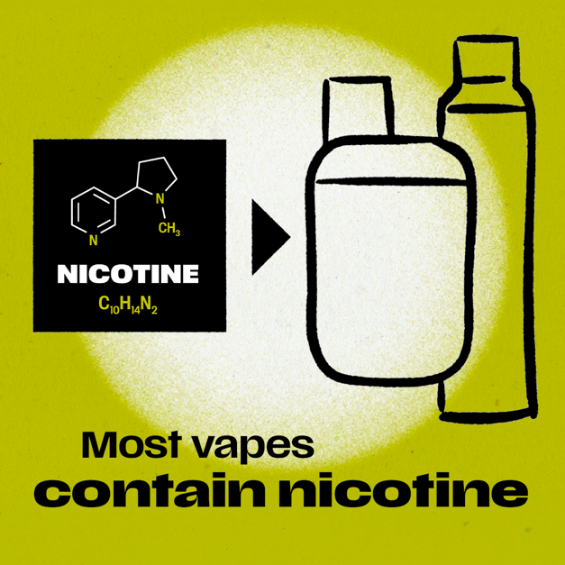 N
N
CH₃
NICOTINE
C₁₀H₁₄N₂
Most vapes
contain nicotine